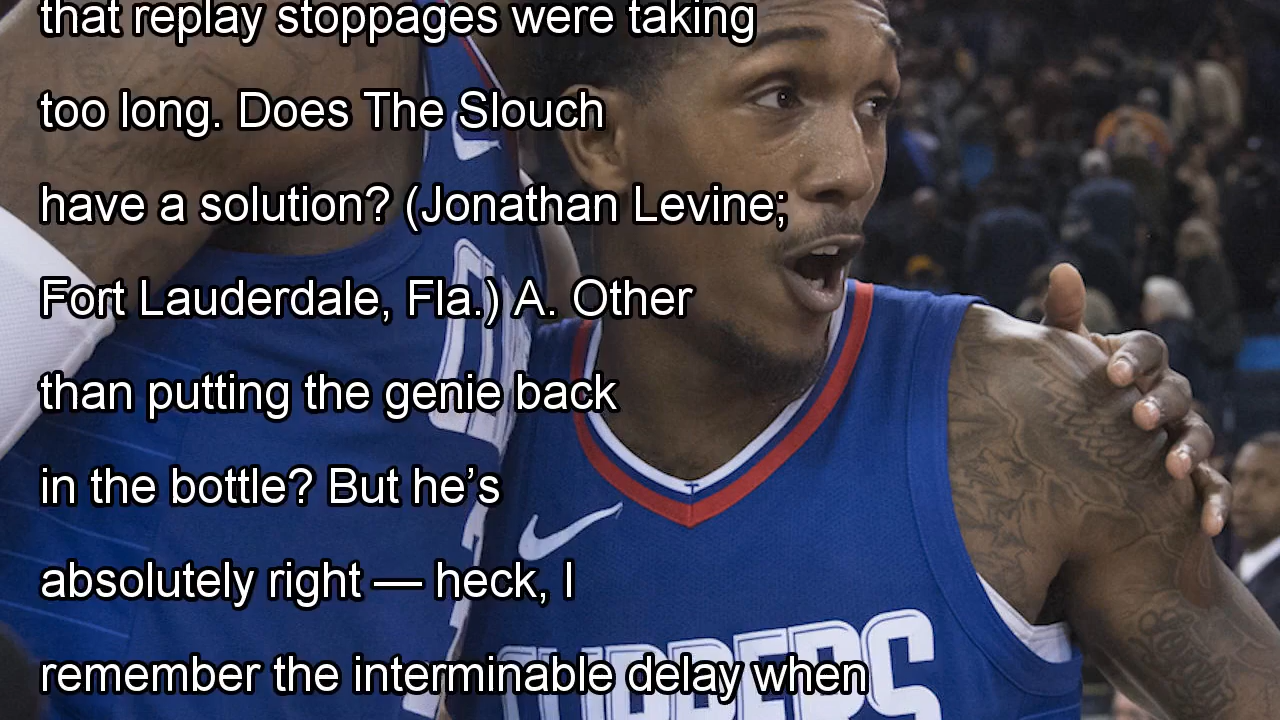 that replay stoppages were taking
too long. Does The Slouch
have a solution? (Jonathan Levine;
Fort Lauderdale, Fla.) A. Other
than putting the genie back
in the bottle? But he’s
absolutely right — heck, I
remember the interminable delay when
CLIPPERS